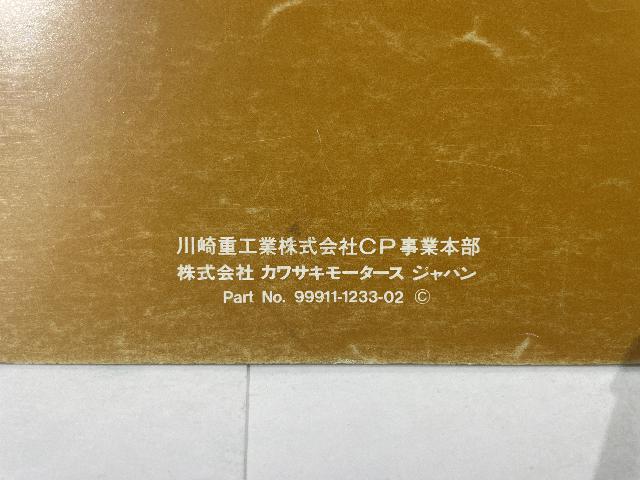 川崎重工業株式会社CP事業本部
株式会社 カワサキモータース ジャパン
Part No. 99911-1233-02 ©